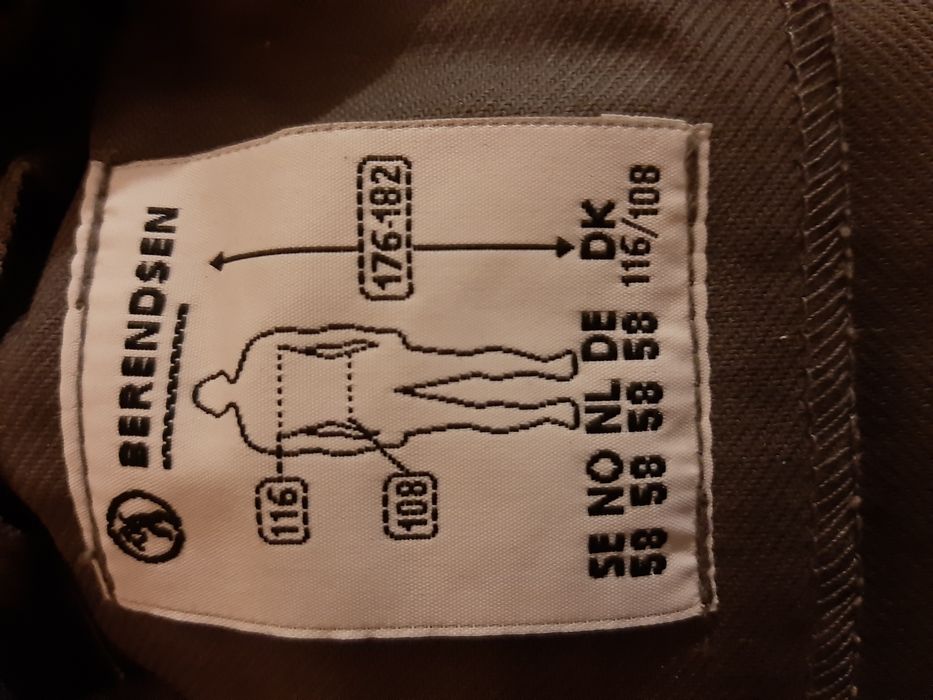 BERENDSEN
176-182
116
108
SE NO NL DE DK
58 58 58 58 116/108